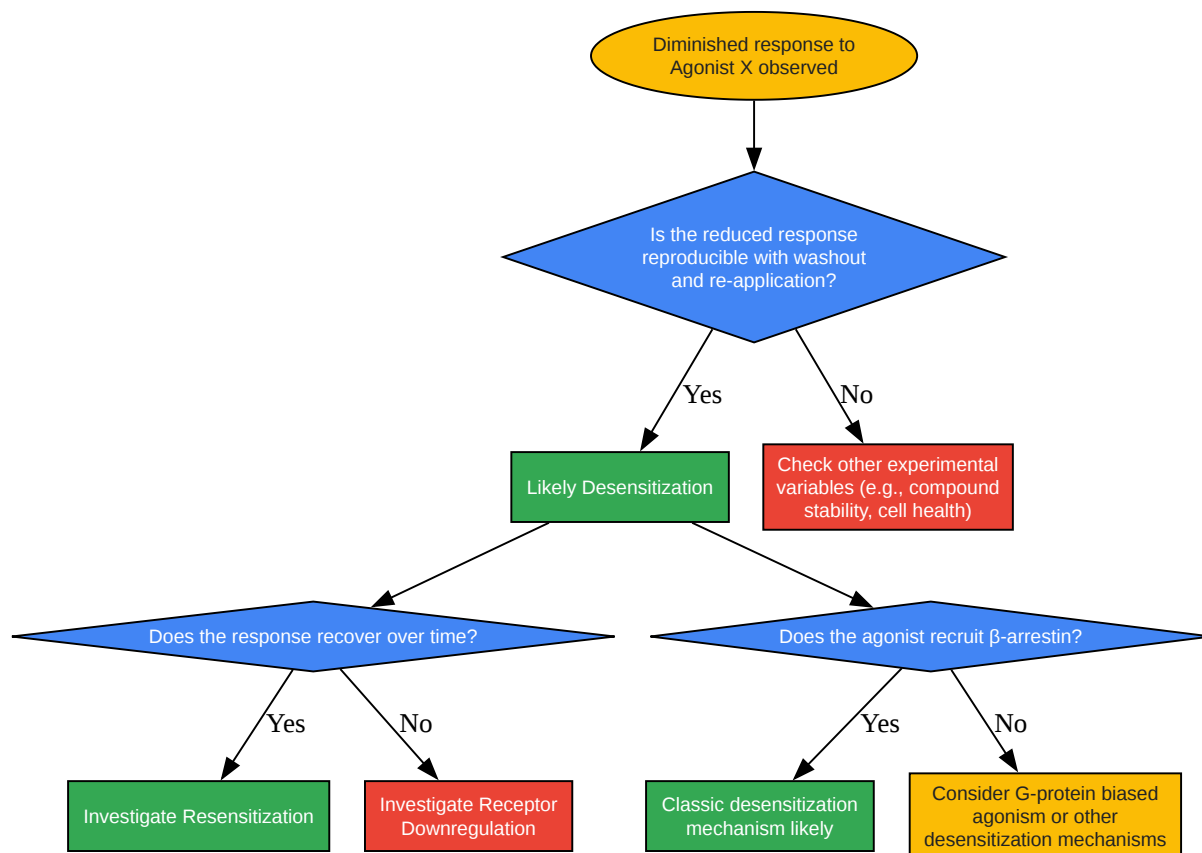 Diminished response to
Agonist X observed
Is the reduced response
reproducible with washout
and re-application?
Yes
No
Likely Desensitization
Check other experimental
variables (e.g., compound
stability, cell health)
Does the response recover over time?
Does the agonist recruit β-arrestin?
Yes
No
Yes
No
Investigate Resensitization
Investigate Receptor
Downregulation
Classic desensitization
mechanism likely
Consider G-protein biased
agonism or other
desensitization mechanisms